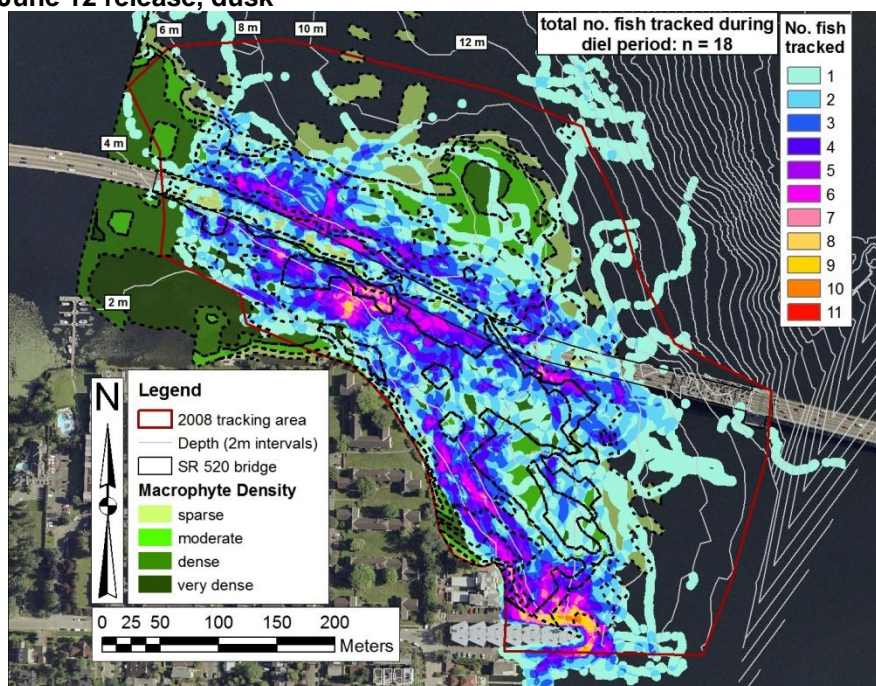 June 12 release, dusk
6 m
8 m
10 m
12 m
total no. fish tracked during
diel period: n = 18
No. fish
tracked
1
2
3
4
5
6
7
8
9
10
11
4 m
2 m
N
Legend
2008 tracking area
Depth (2m intervals)
SR 520 bridge
Macrophyte Density
sparse
moderate
dense
very dense
0 25 50 100 150 200
Meters